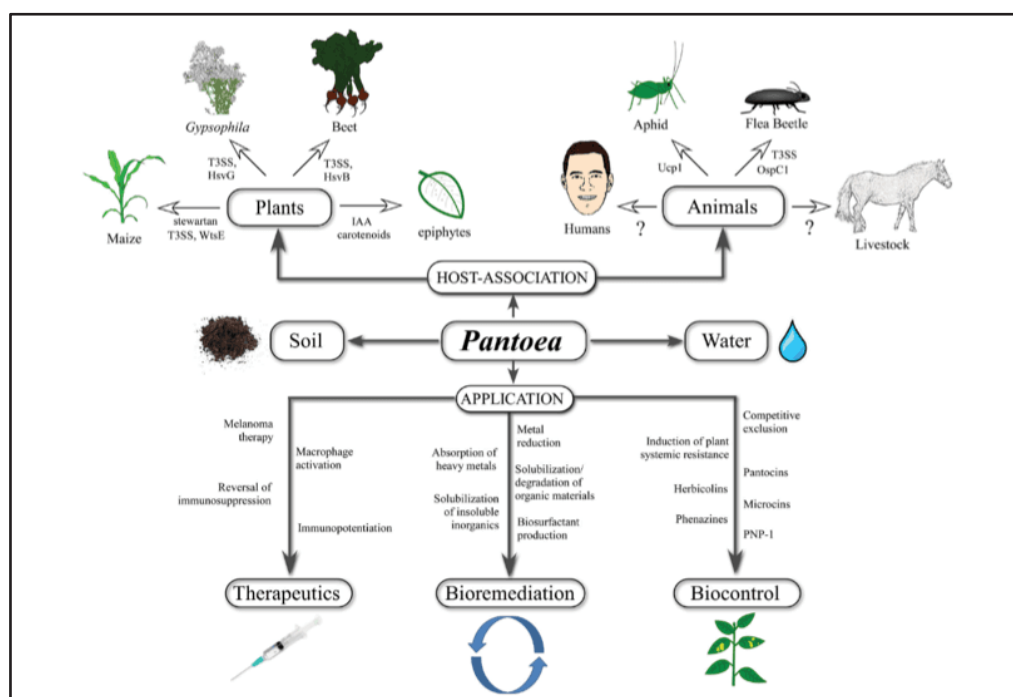 Gypsophila
Beet
Aphid
Flea Beetle
T3SS,
HsvG
T3SS,
HsvB
Ucp1
T3SS
OspC1
Maize
stewartan
T3SS, WtsE
Plants
IAA
carotenoids
epiphytes
Humans
?
Animals
?
Livestock
HOST-ASSOCIATION
Soil
Pantoea
Water
APPLICATION
Melanoma
therapy
Macrophage
activation
Reversal of
immunosuppression
Immunopotentiation
Metal
reduction
Absorption of
heavy metals
Solubilization/
degradation of
organic materials
Solubilization
of insoluble
inorganics
Biosurfactant
production
Competitive
exclusion
Induction of plant
systemic resistance
Pantocins
Herbicolins
Microcins
Phenazines
PNP-1
Therapeutics
Bioremediation
Biocontrol